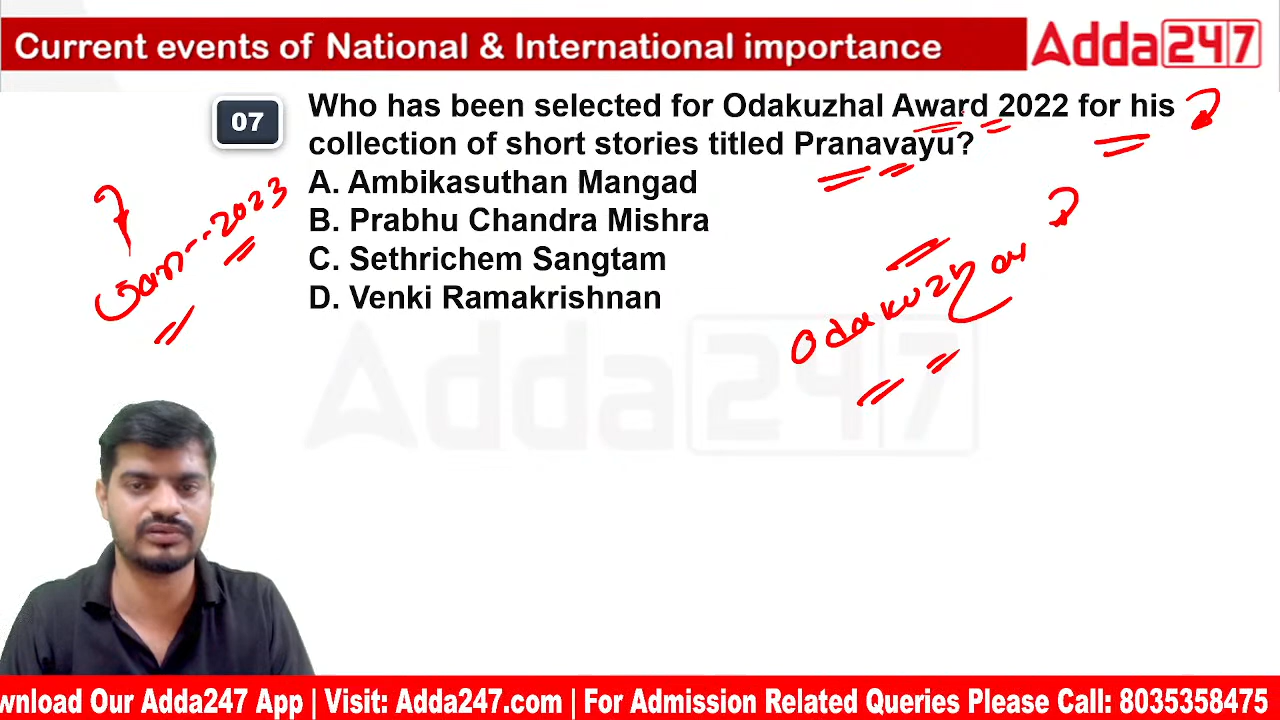 Current events of National & International importance
Adda247
07
Who has been selected for Odakuzhal Award 2022 for his
collection of short stories titled Pranavayu?
A. Ambikasuthan Mangad
B. Prabhu Chandra Mishra
C. Sethrichem Sangtam
D. Venki Ramakrishnan
2023
Adda247
wnload Our Adda247 App | Visit: Adda247.com | For Admission Related Queries Please Call: 8035358475